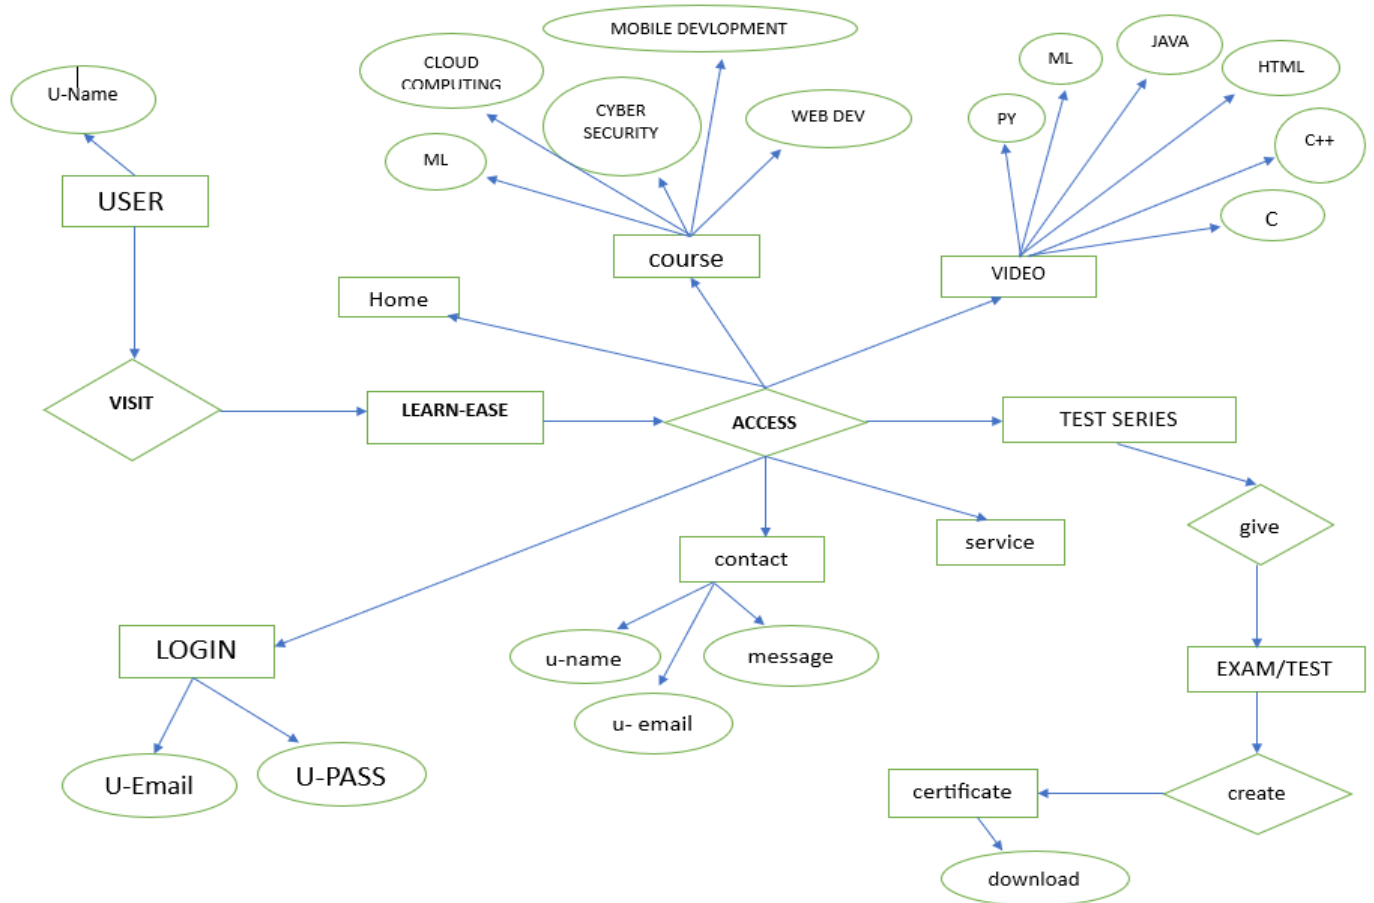 MOBILE DEVLOPMENT
CLOUD
COMPUTING
CYBER
SECURITY
WEB DEV
ML
U-Name
USER
course
Home
ML
JAVA
HTML
PY
C++
C
VIDEO
VISIT
LEARN-EASE
ACCESS
TEST SERIES
give
service
contact
u-name
message
u- email
LOGIN
U-Email
U-PASS
EXAM/TEST
create
certificate
download